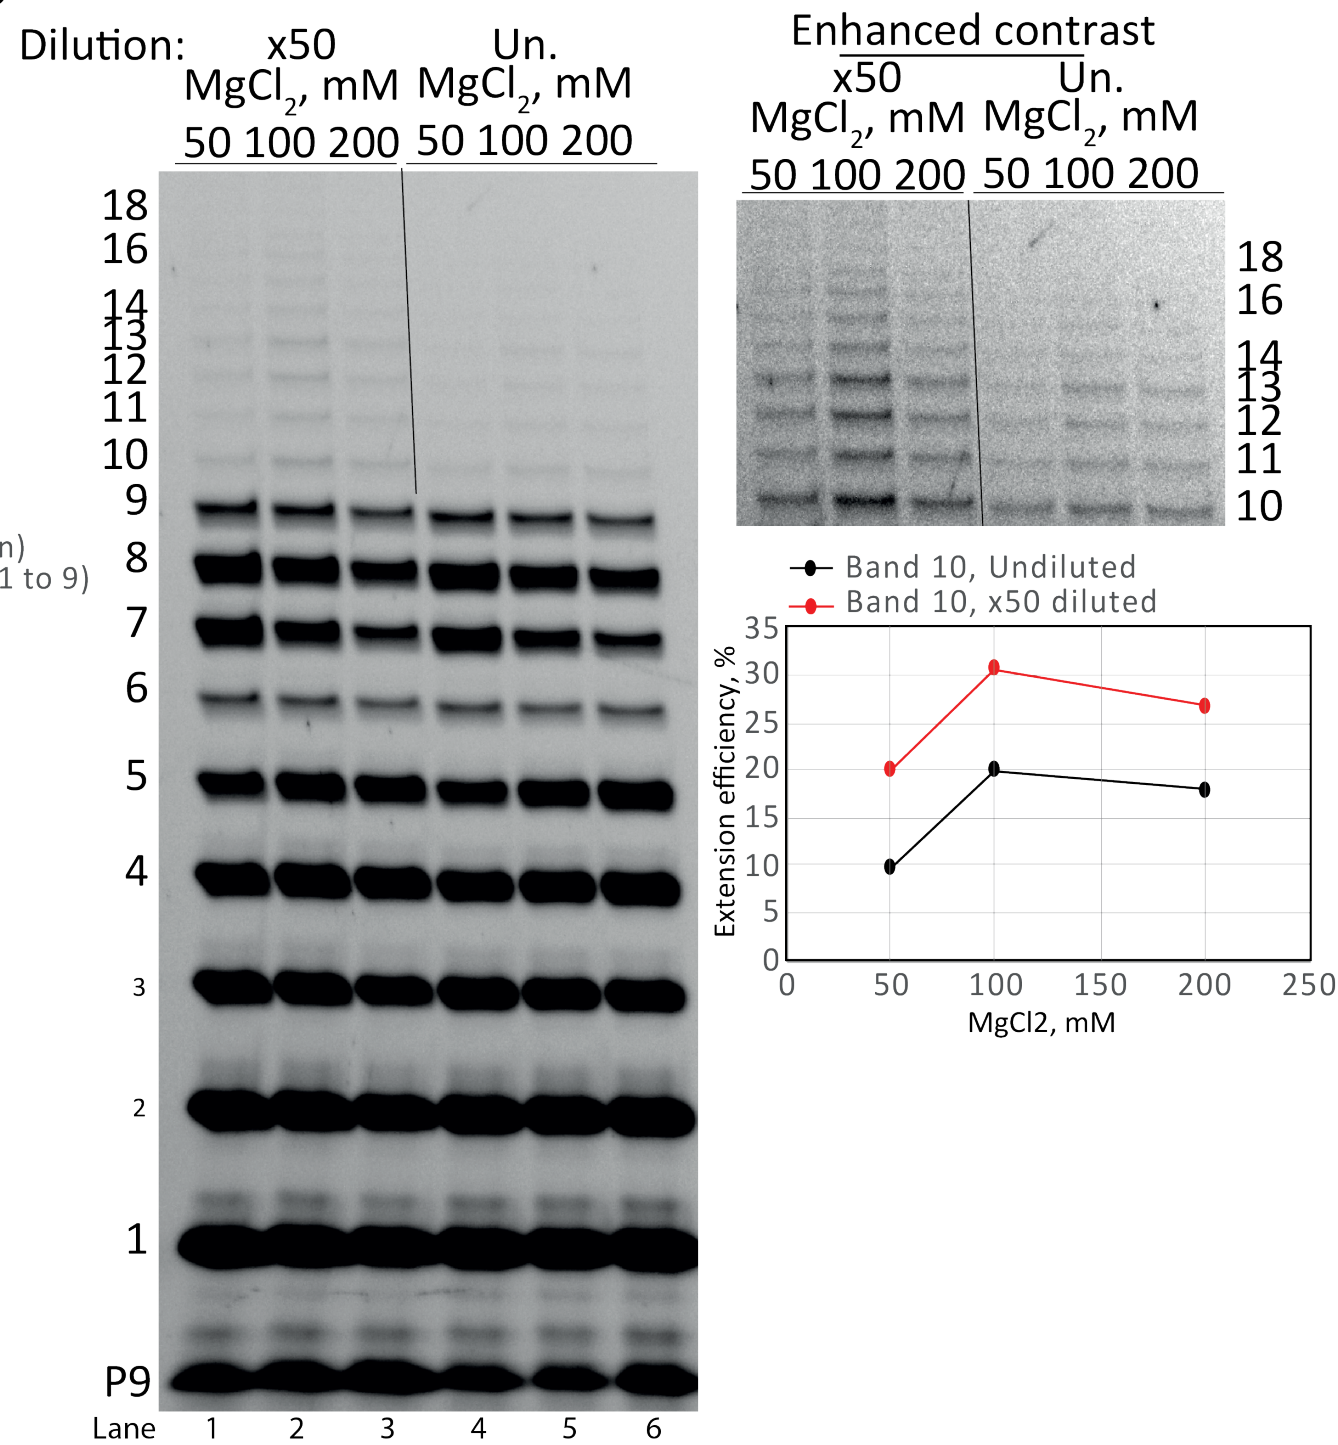 Dilution: x50 Un.
MgCl2, mM MgCl2, mM
50 100 200 50 100 200
18
16
14
13
12
11
10
9
8
7
6
5
4
3
2
1
P9
Lane 1 2 3 4 5 6
n)
1 to 9)
Enhanced contrast
x50 Un.
MgCl2, mM MgCl2, mM
50 100 200 50 100 200
18
16
14
13
12
11
10
Band 10, Undiluted
Band 10, x50 diluted
Extension efficiency, %
35
30
25
20
15
10
5
0
0 50 100 150 200 250
MgCl2, mM